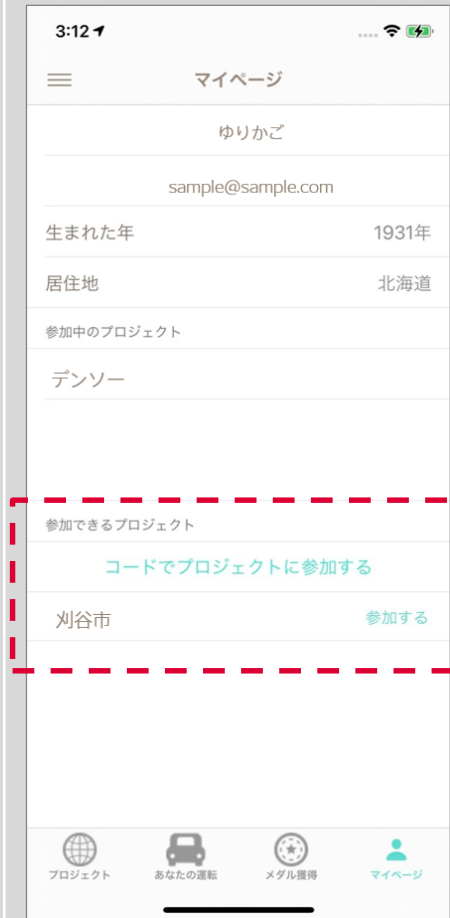 3:12
マイページ
ゆりかご
sample@sample.com
生まれた年 1931年
居住地 北海道
参加中のプロジェクト
デンソー
参加できるプロジェクト
コードでプロジェクトに参加する
刈谷市 参加する
プロジェクト あなたの運転 メダル獲得 マイページ